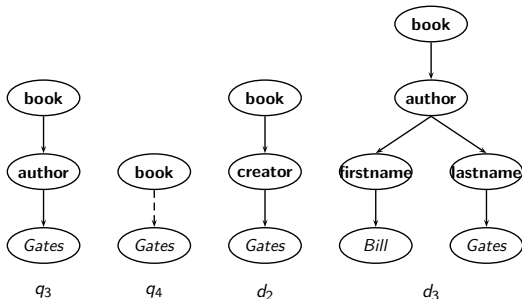 book
book
book
author
author
book
creator
firstname
lastname
Gates
Gates
Gates
Bill
Gates
q3
q4
d2
d3